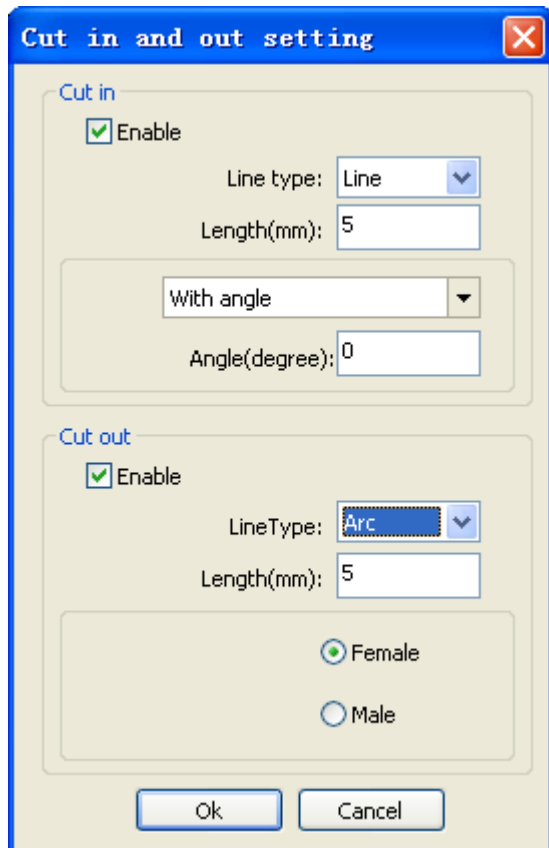 Cut in and out setting
Cut in
Enable
Line type: Line
Length(mm): 5
With angle
Angle(degree): 0
Cut out
Enable
LineType: Arc
Length(mm): 5
Female
Male
Ok Cancel